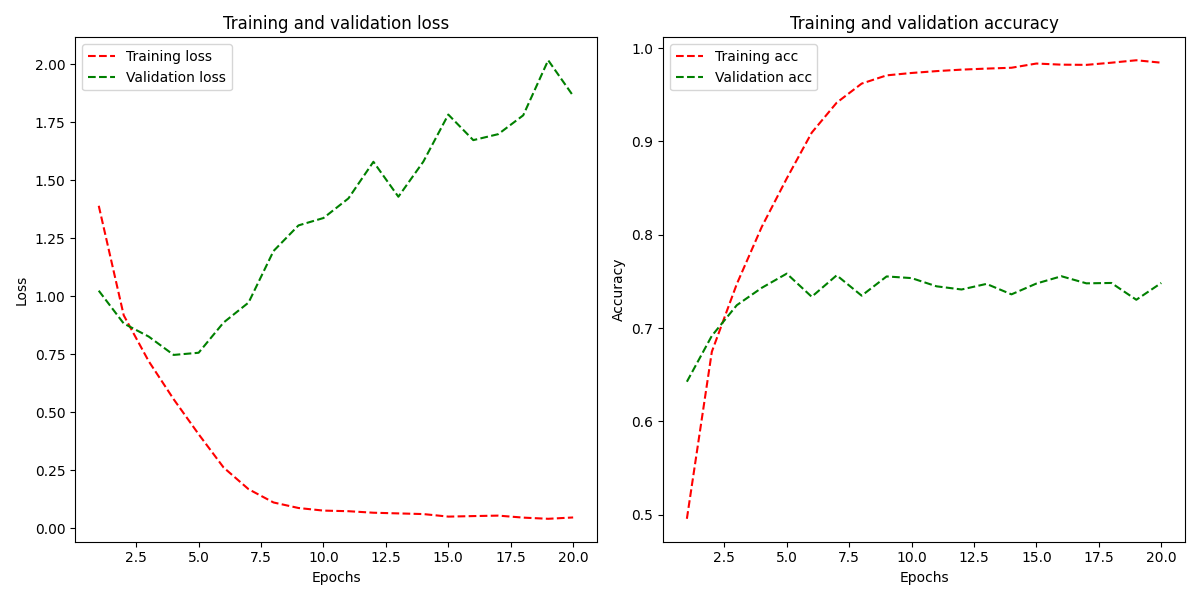 Training and validation loss
Training loss
Validation loss
2.00
1.75
1.50
1.25
1.00
0.75
0.50
0.25
0.00
Loss
2.5 5.0 7.5 10.0 12.5 15.0 17.5 20.0
Epochs
Training and validation accuracy
Training acc
Validation acc
1.0
0.9
0.8
0.7
0.6
0.5
Accuracy
2.5 5.0 7.5 10.0 12.5 15.0 17.5 20.0
Epochs